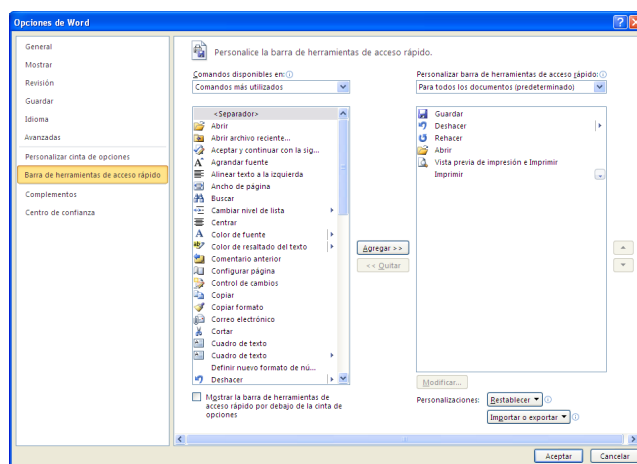 Opciones de Word
General
Mostrar
Revisión
Guardar
Idioma
Avanzadas
Personalizar cinta de opciones
Barra de herramientas de acceso rápido
Complementos
Centro de confianza
Personalice la barra de herramientas de acceso rápido.
Comandos disponibles en:
Comandos más utilizados
<Separador>
Abrir
Abrir archivo reciente...
Aceptar y continuar con la sig...
Agrandar fuente
Alinear texto a la izquierda
Ancho de página
Buscar
Cambiar nivel de lista
Centrar
Color de fuente
Color de resaltado del texto
Comentario anterior
Configurar página
Control de cambios
Copiar
Copiar formato
Correo electrónico
Cortar
Cuadro de texto
Cuadro de texto
Definir nuevo formato de nú...
Deshacer
Mostrar la barra de herramientas de
acceso rápido por debajo de la cinta de
opciones
Agregar >>
<< Quitar
Personalizar barra de herramientas de acceso rápido:
Para todos los documentos (predeterminado)
Guardar
Deshacer
Rehacer
Abrir
Vista previa de impresión e Imprimir
Imprimir
Modificar...
Personalizaciones:
Restablecer
Importar o exportar
Aceptar
Cancelar